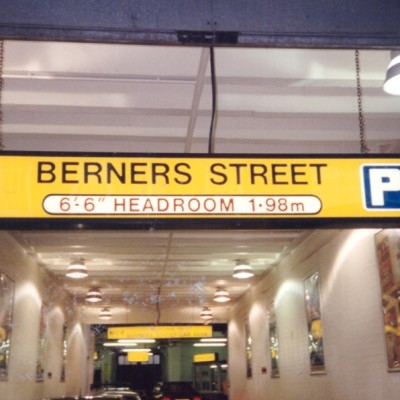 BERNERS STREET
6'-6" HEADROOM 1·98m
P